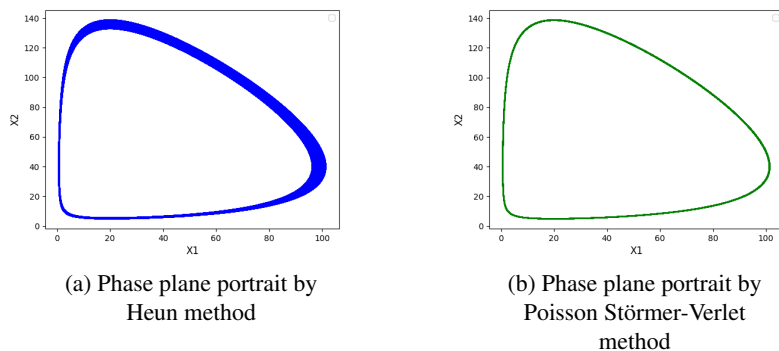 140
120
100
80
60
40
20
0
X2
0 20 40 60 80 100
X1
(a) Phase plane portrait by
Heun method
140
120
100
80
60
40
20
0
X2
0 20 40 60 80 100
X1
(b) Phase plane portrait by
Poisson Störmer-Verlet
method